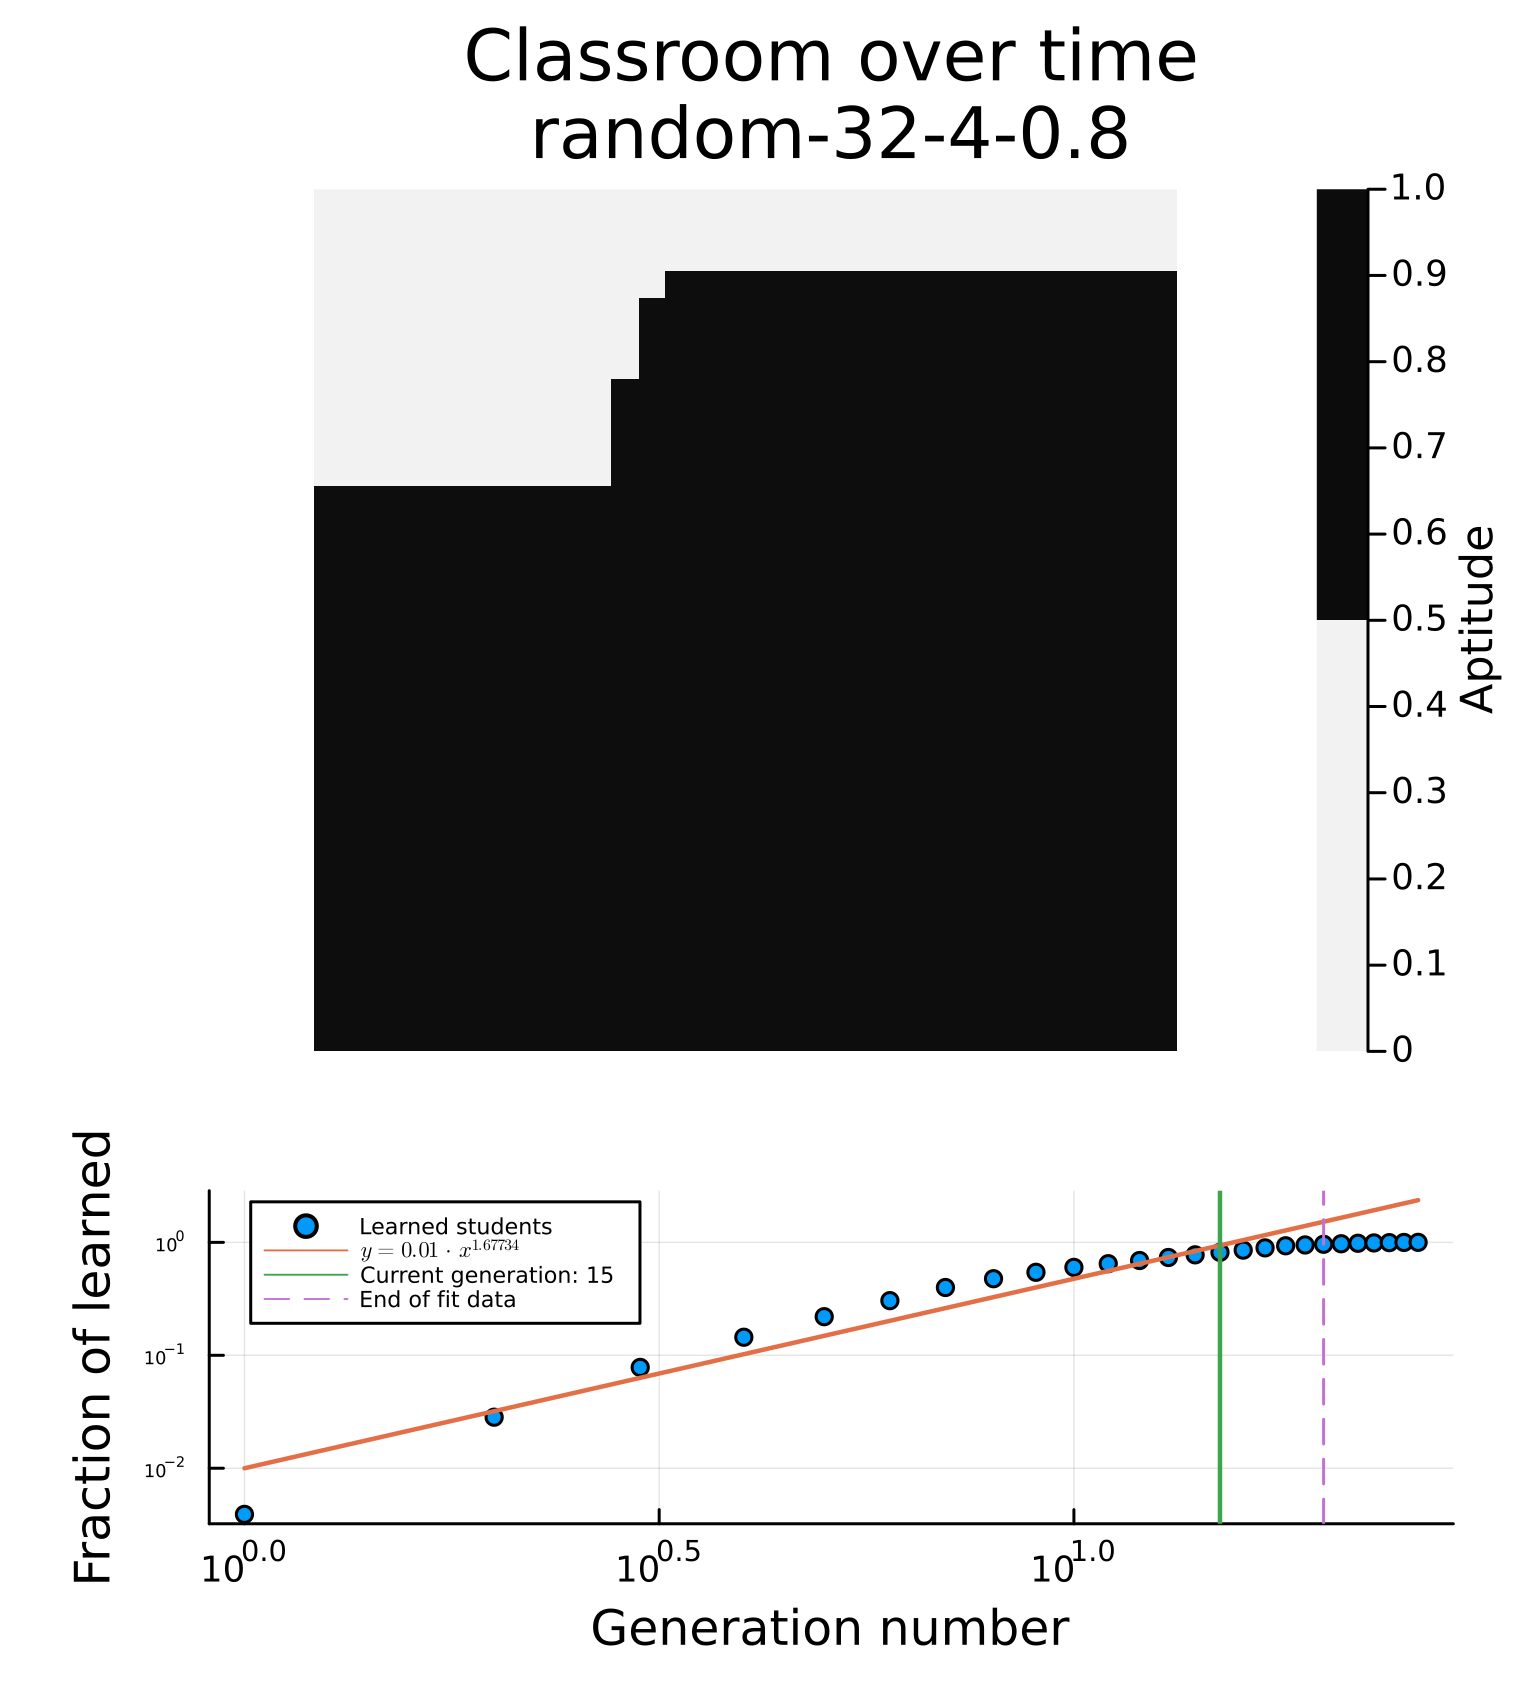 Classroom over time
random-32-4-0.8
1.0
0.9
0.8
0.7
0.6
0.5
0.4
0.3
0.2
0.1
0
Aptitude
Fraction of learned
10⁰
10⁻¹
10⁻²
Learned students
y = 0.01 · x^1.67734
Current generation: 15
End of fit data
10^0.0
10^0.5
10^1.0
Generation number